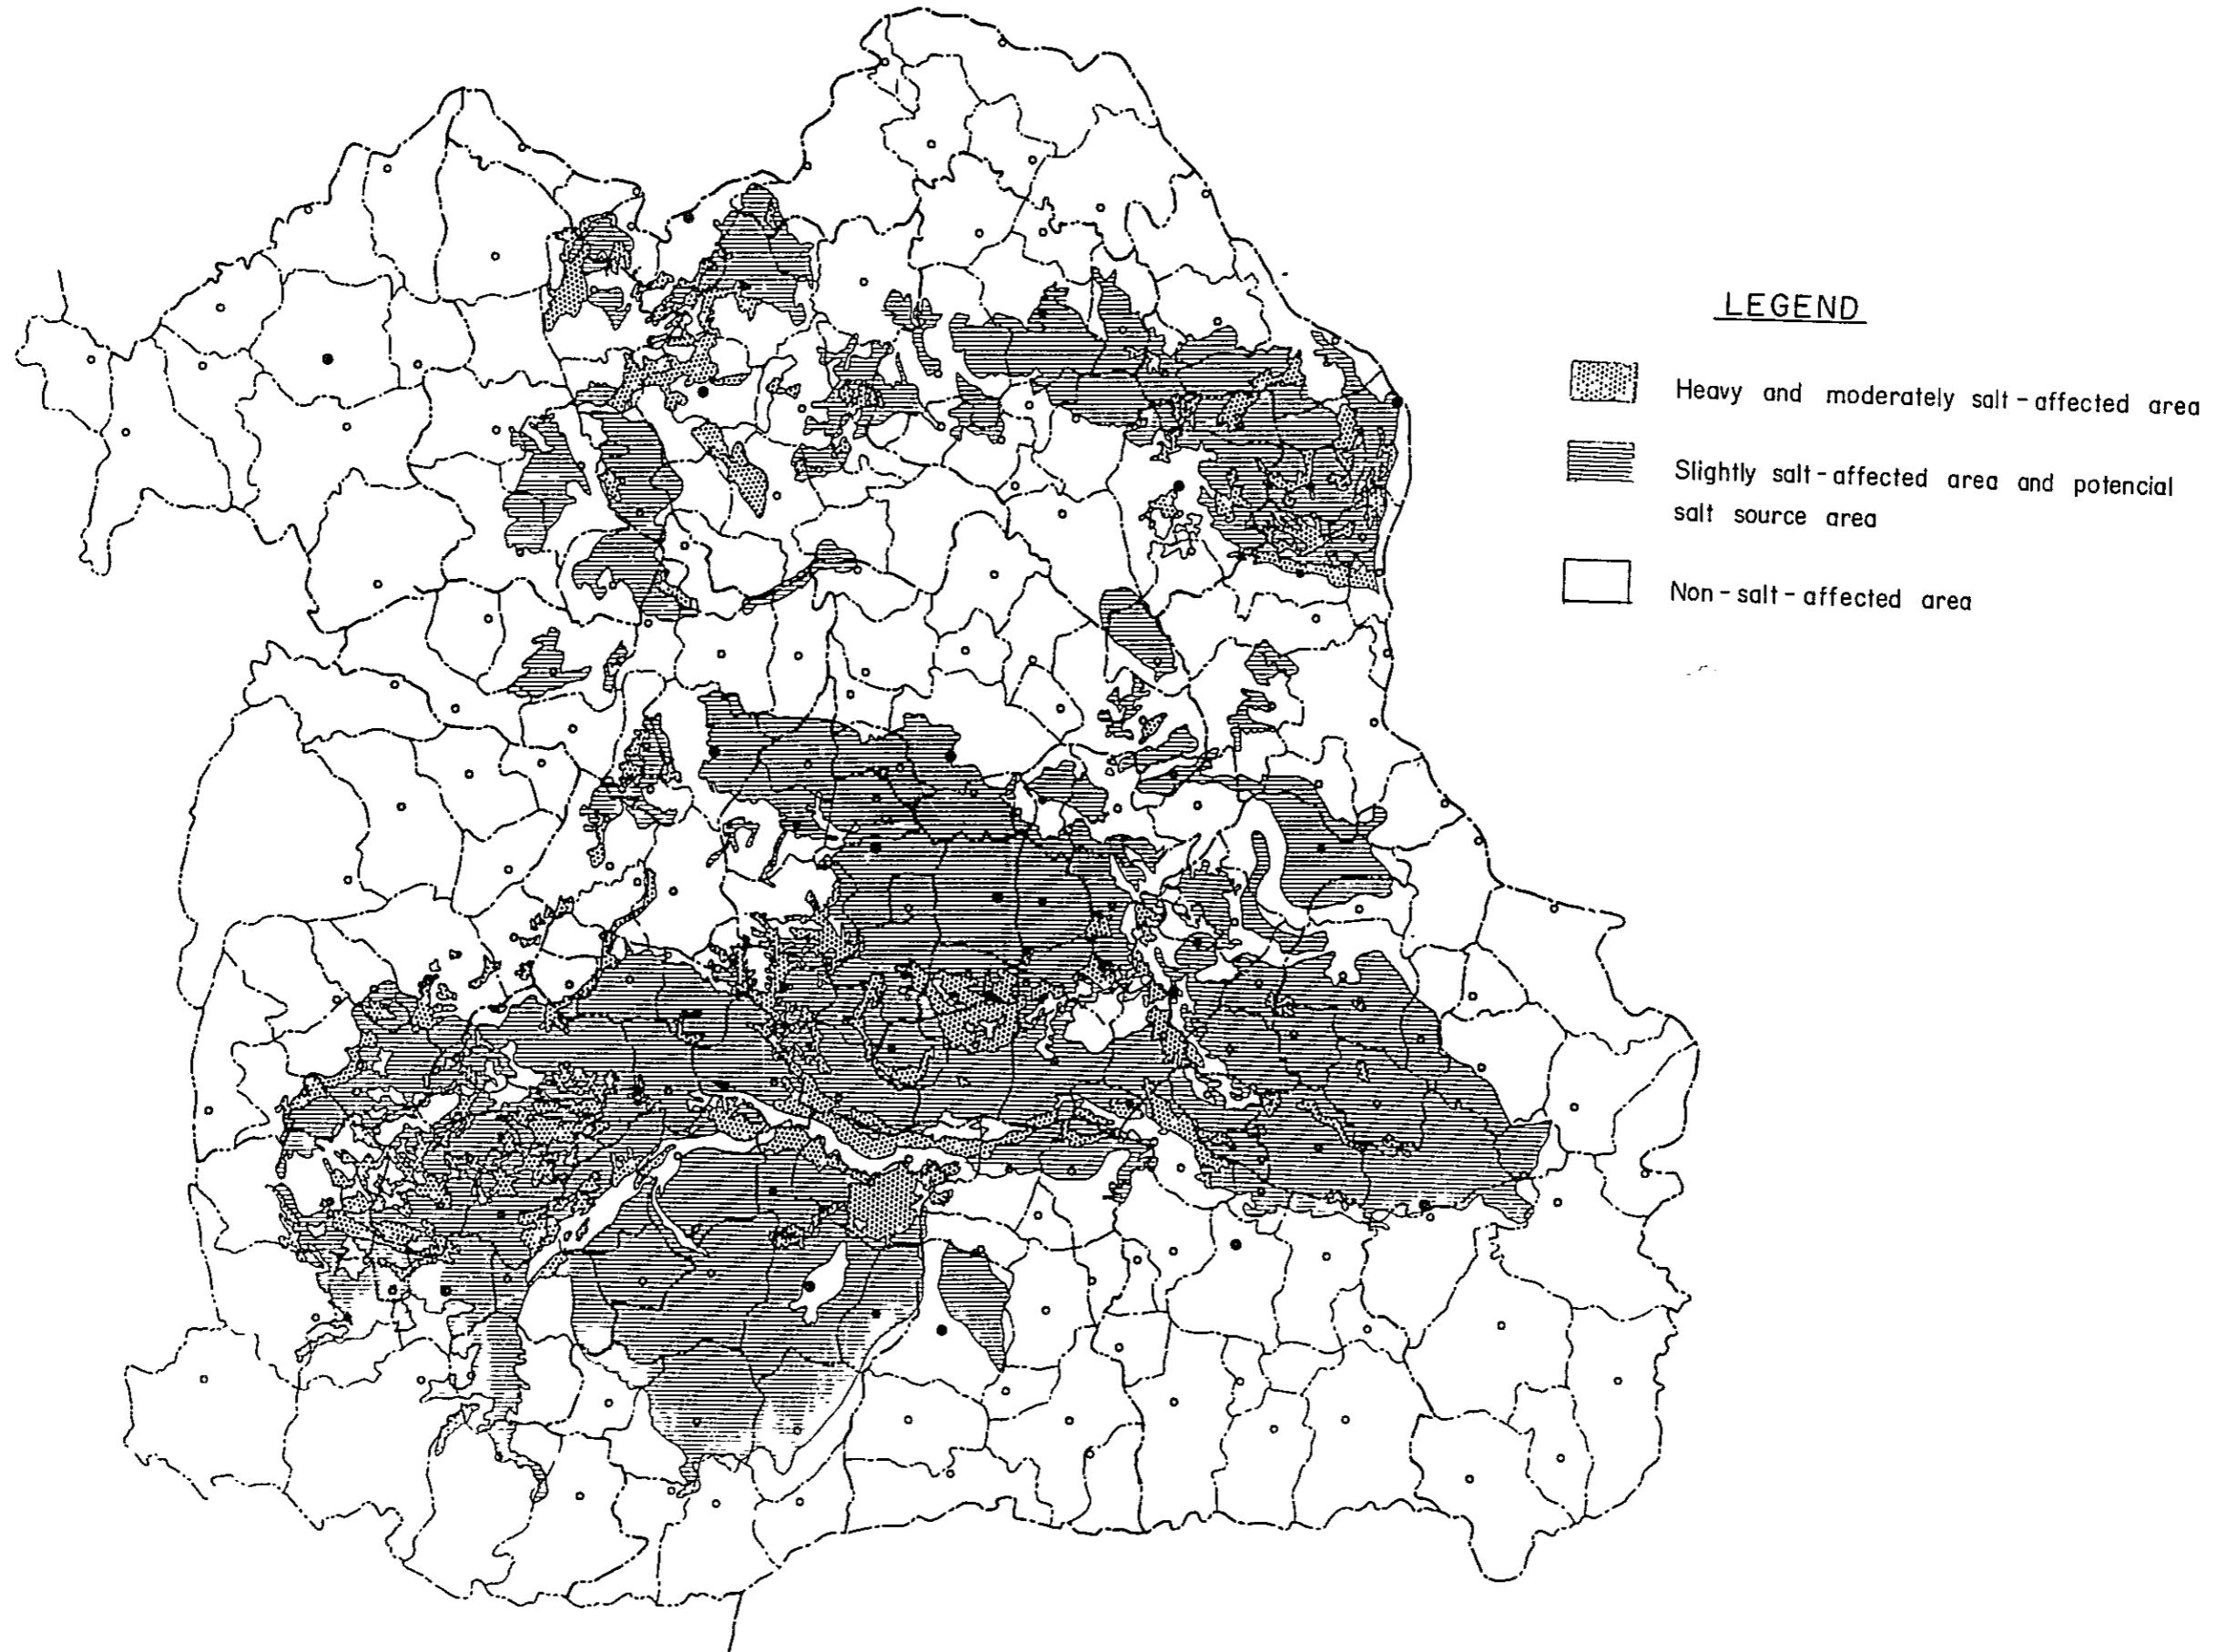 LEGEND
Heavy and moderately salt-affected area
Slightly salt-affected area and potencial
salt source area
Non-salt-affected area